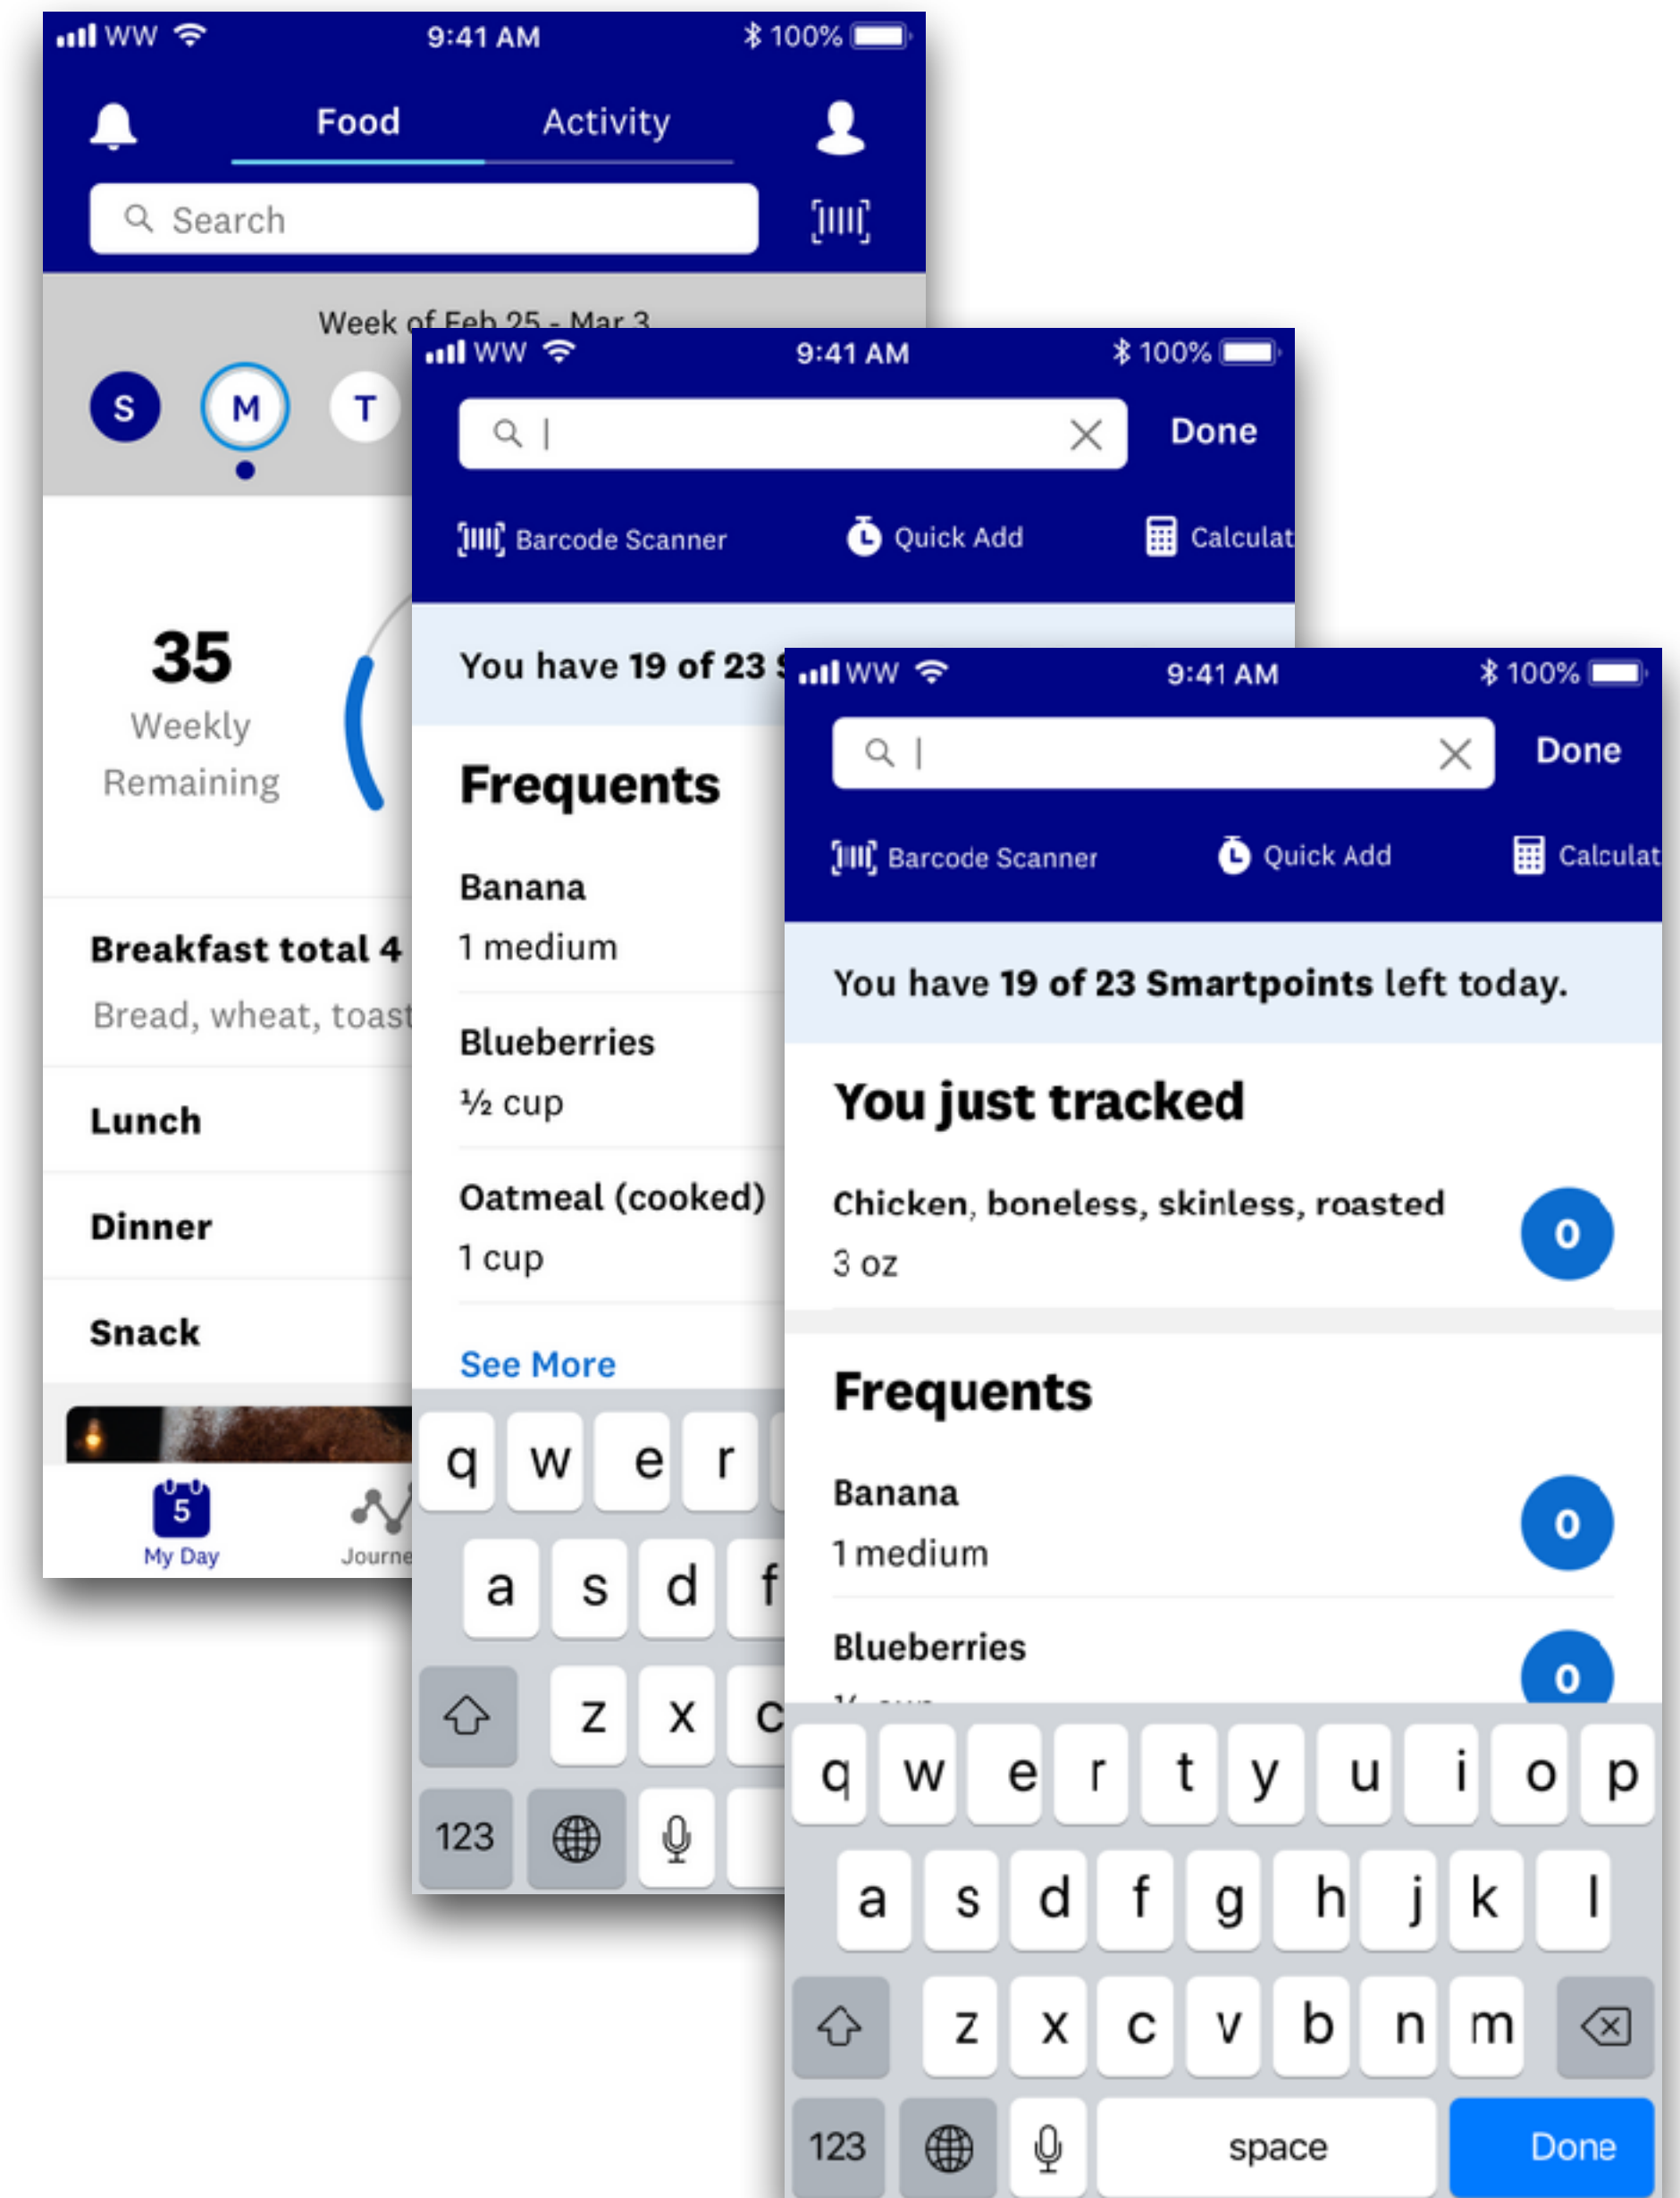 WW 9:41 AM 100%
Food Activity
Search
Week of Feb 25 - Mar 3
S M T
35
Weekly
Remaining
Breakfast total 4
Bread, wheat, toast
Lunch
Dinner
Snack
5
My Day Journe
WW 9:41 AM 100%
Done
Barcode Scanner Quick Add Calculat
You have 19 of 23 S
Frequents
Banana
1 medium
Blueberries
½ cup
Oatmeal (cooked)
1 cup
See More
q w e r
a s d f
z x c
123
WW 9:41 AM 100%
Done
Barcode Scanner Quick Add Calculat
You have 19 of 23 Smartpoints left today.
You just tracked
Chicken, boneless, skinless, roasted
0
3 oz
Frequents
Banana
0
1 medium
Blueberries
0
q w e r t y u i o p
a s d f g h j k l
z x c v b n m
123 space Done